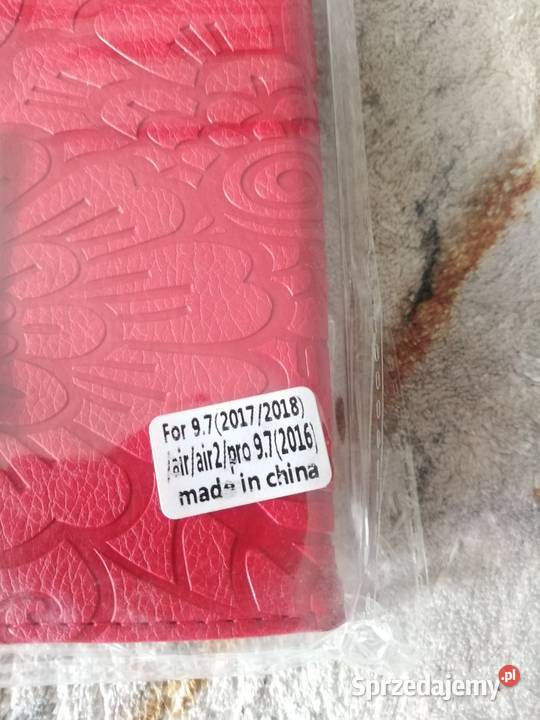 For 9.7(2017/2018)
/air/air2/pro 9.7(2016)
made in china
Sprzedajemy.pl